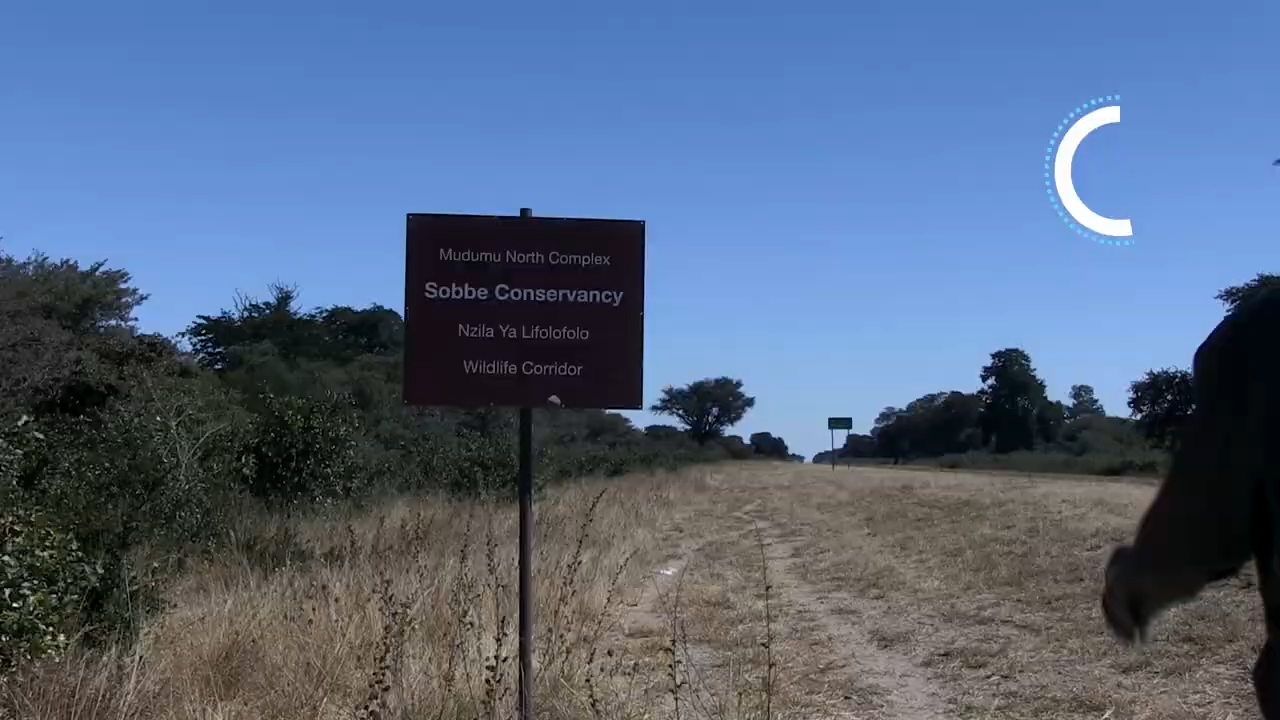 Mudumu North Complex
Sobbe Conservancy
Nzila Ya Lifolofolo
Wildlife Corridor